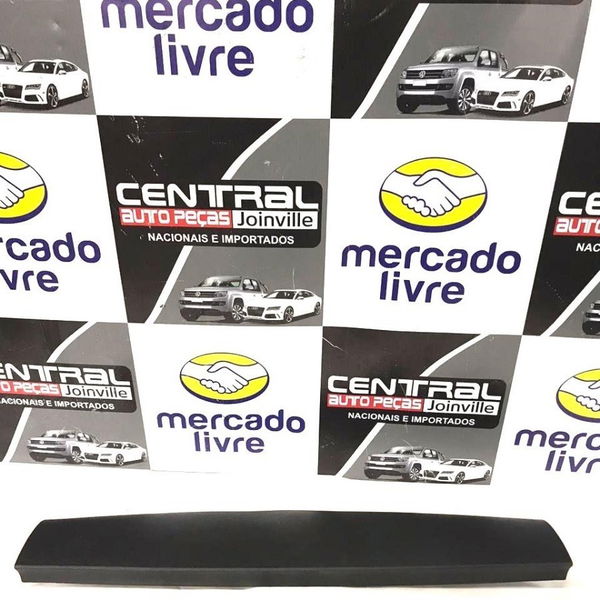 mercado
livre
CENTRAL
AUTO PEÇAS Joinville
NACIONAIS E IMPORTADOS
mercado
livre
CENTRAL
AUTO PEÇAS Joinville
NACIONAIS E IMPORTADOS
mercado
livre
CENTRAL
AUTO PEÇAS Joinville
NACIONAIS E IMPORTADOS
mercado
livre